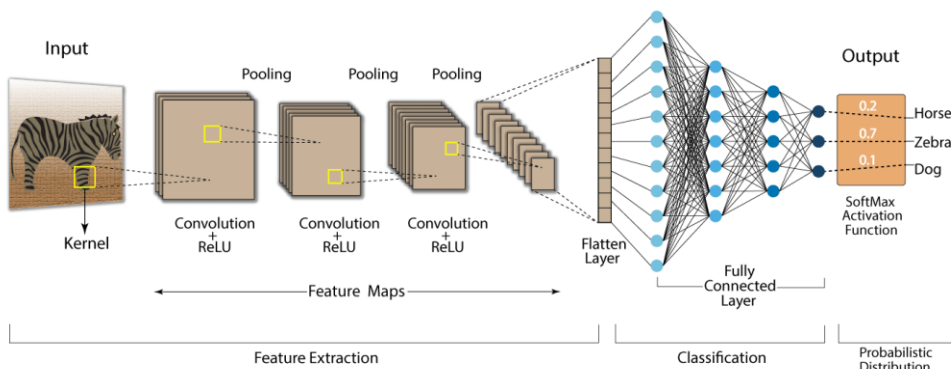 Input
Kernel
Convolution
+
ReLU
Pooling
Convolution
+
ReLU
Pooling
Convolution
+
ReLU
Pooling
Feature Maps
Flatten
Layer
Fully
Connected
Layer
Output
0.2
0.7
0.1
Horse
Zebra
Dog
SoftMax
Activation
Function
Feature Extraction
Classification
Probabilistic
Distribution